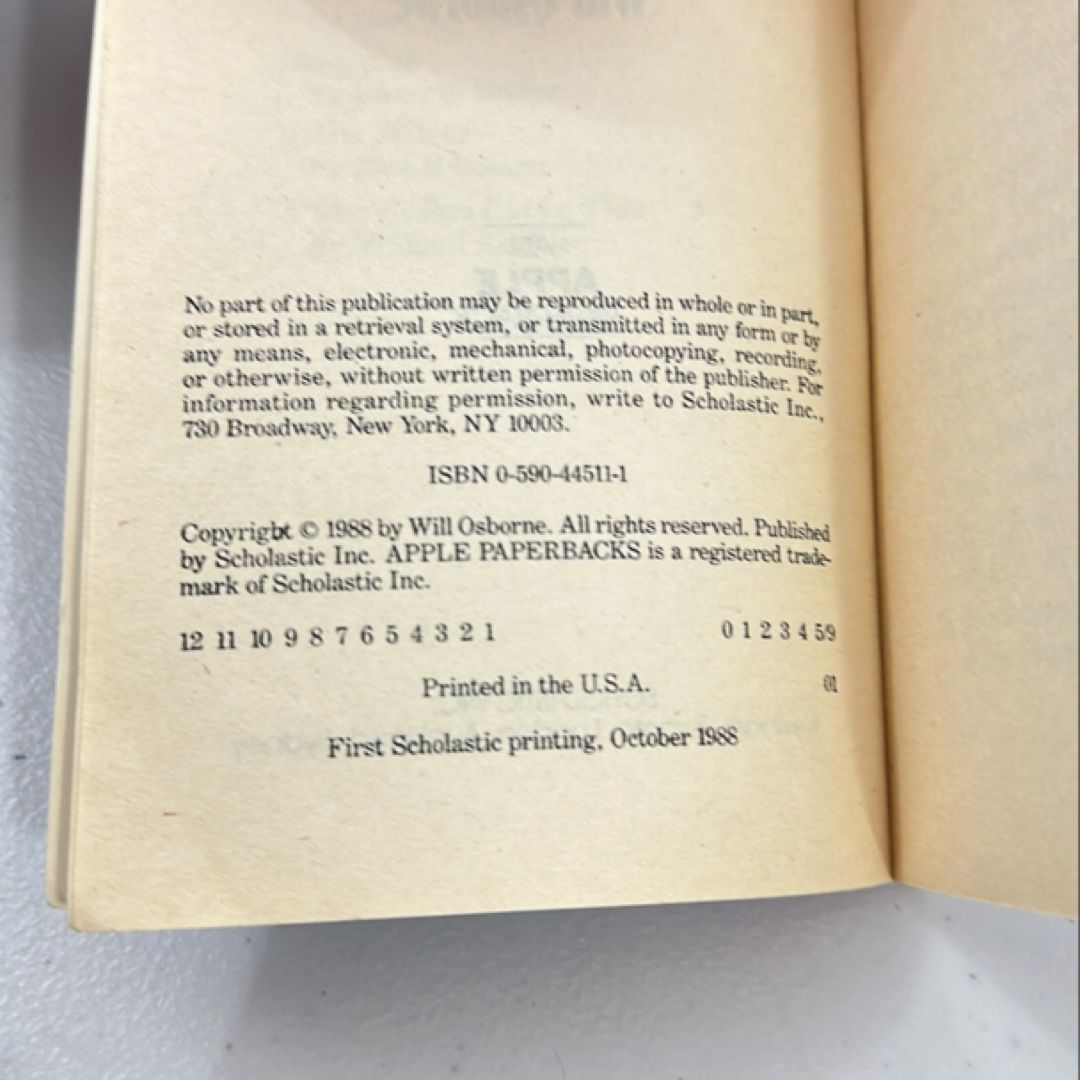 No part of this publication may be reproduced in whole or in part,
or stored in a retrieval system, or transmitted in any form or by
any means, electronic, mechanical, photocopying, recording,
or otherwise, without written permission of the publisher. For
information regarding permission, write to Scholastic Inc.,
730 Broadway, New York, NY 10003.
ISBN 0-590-44511-1
Copyright © 1988 by Will Osborne. All rights reserved. Published
by Scholastic Inc. APPLE PAPERBACKS is a registered trade-
mark of Scholastic Inc.
12 11 10 9 8 7 6 5 4 3 2 1 0 1 2 3 4 59
Printed in the U.S.A. 01
First Scholastic printing, October 1988